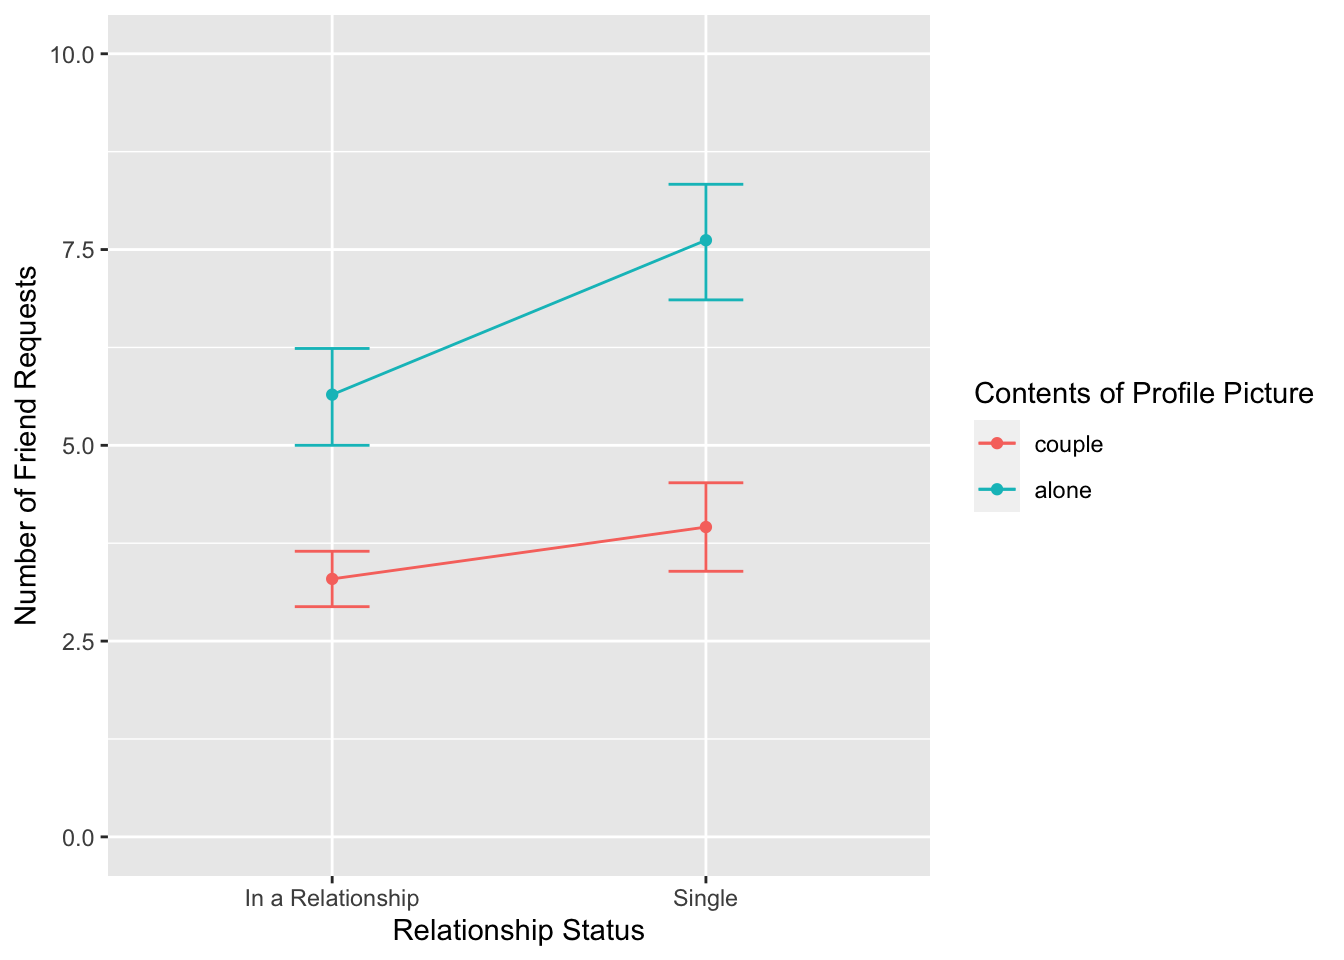 Number of Friend Requests
10.0
7.5
5.0
2.5
0.0
In a Relationship
Single
Relationship Status
Contents of Profile Picture
couple
alone